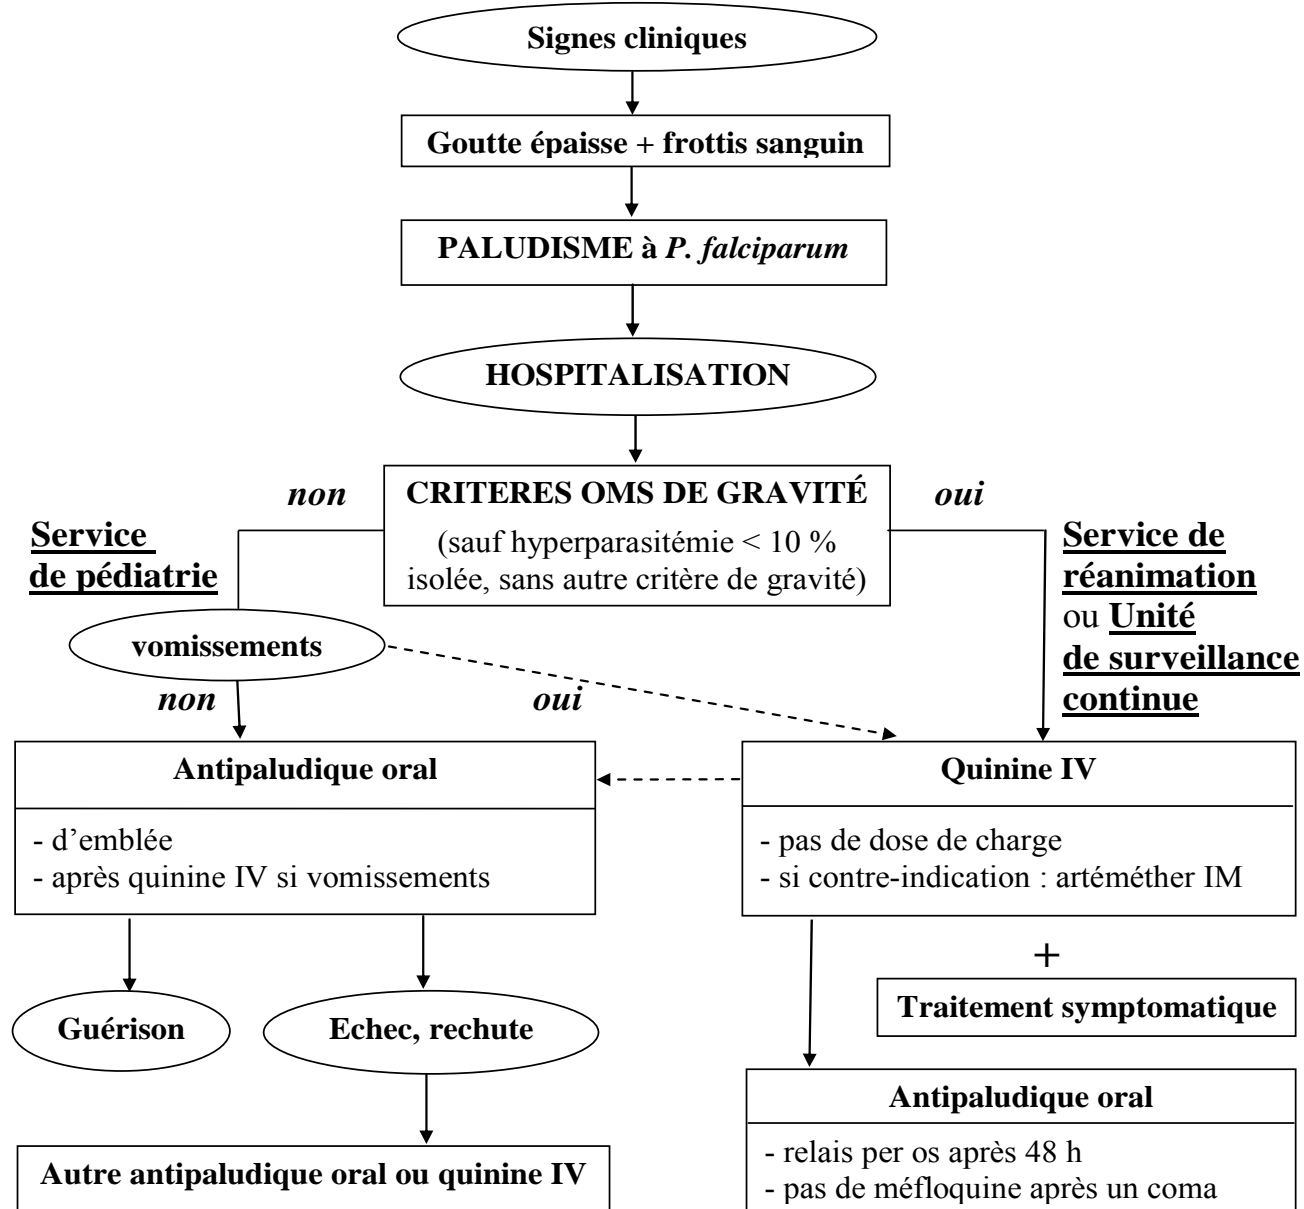 Signes cliniques
Goutte épaisse + frottis sanguin
PALUDISME à P. falciparum
HOSPITALISATION
non
CRITERES OMS DE GRAVITÉ
oui
(sauf hyperparasitémie < 10 %
isolée, sans autre critère de gravité)
Service
de pédiatrie
Service de
réanimation
ou Unité
de surveillance
continue
vomissements
non
oui
Antipaludique oral
- d’emblée
- après quinine IV si vomissements
Quinine IV
- pas de dose de charge
- si contre-indication : artéméther IM
+
Traitement symptomatique
Guérison
Echec, rechute
Autre antipaludique oral ou quinine IV
Antipaludique oral
- relais per os après 48 h
- pas de méfloquine après un coma